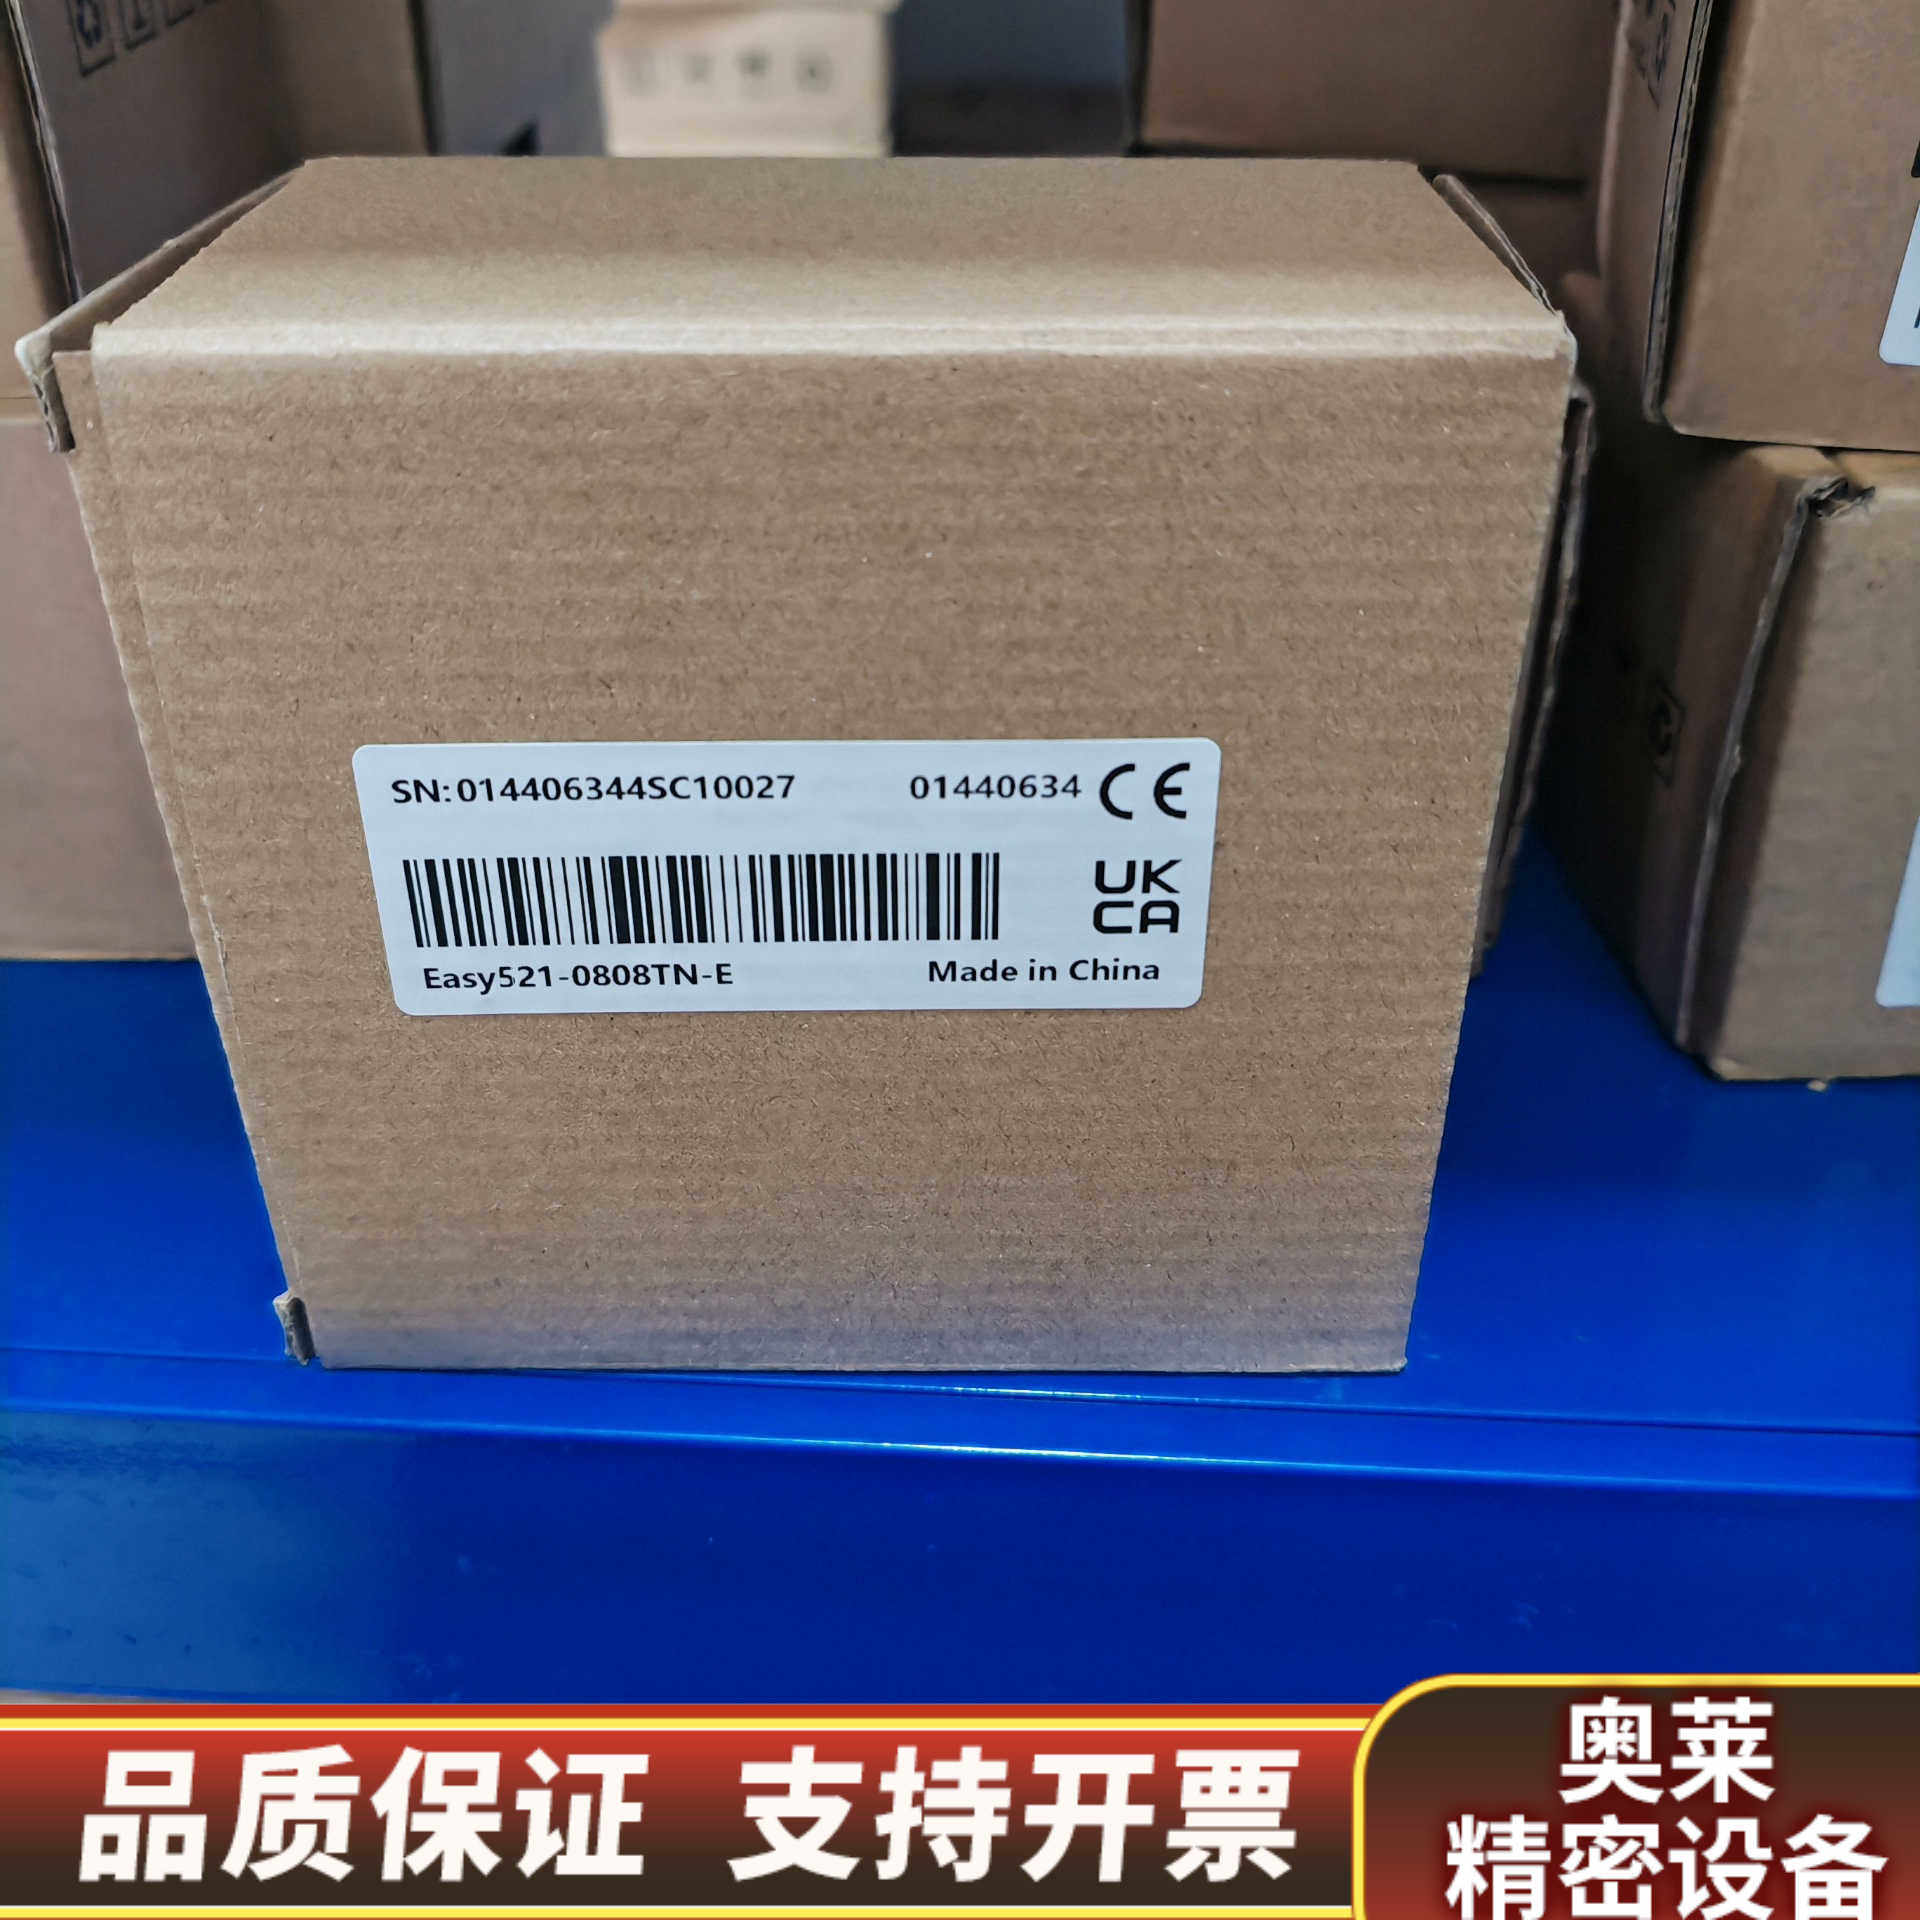 SN:014406344SC10027 01440634 CE
UK
CA
Easy521-0808TN-E Made in China
品质保证 支持开票
奥莱
精密设备